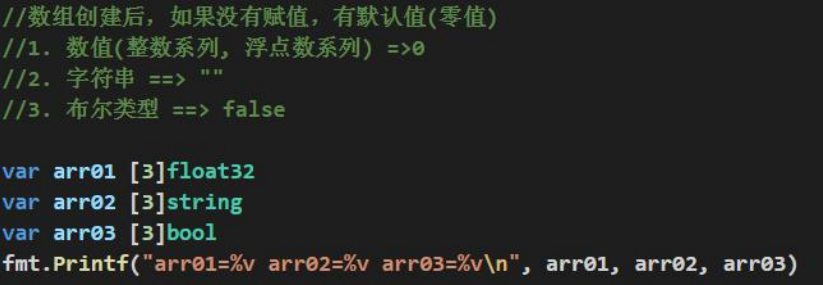 //数组创建后，如果没有赋值，有默认值(零值)
//1. 数值(整数系列, 浮点数系列) =>0
//2. 字符串 ==> ""
//3. 布尔类型 ==> false
var arr01 [3]float32
var arr02 [3]string
var arr03 [3]bool
fmt.Printf("arr01=%v arr02=%v arr03=%v\n", arr01, arr02, arr03)